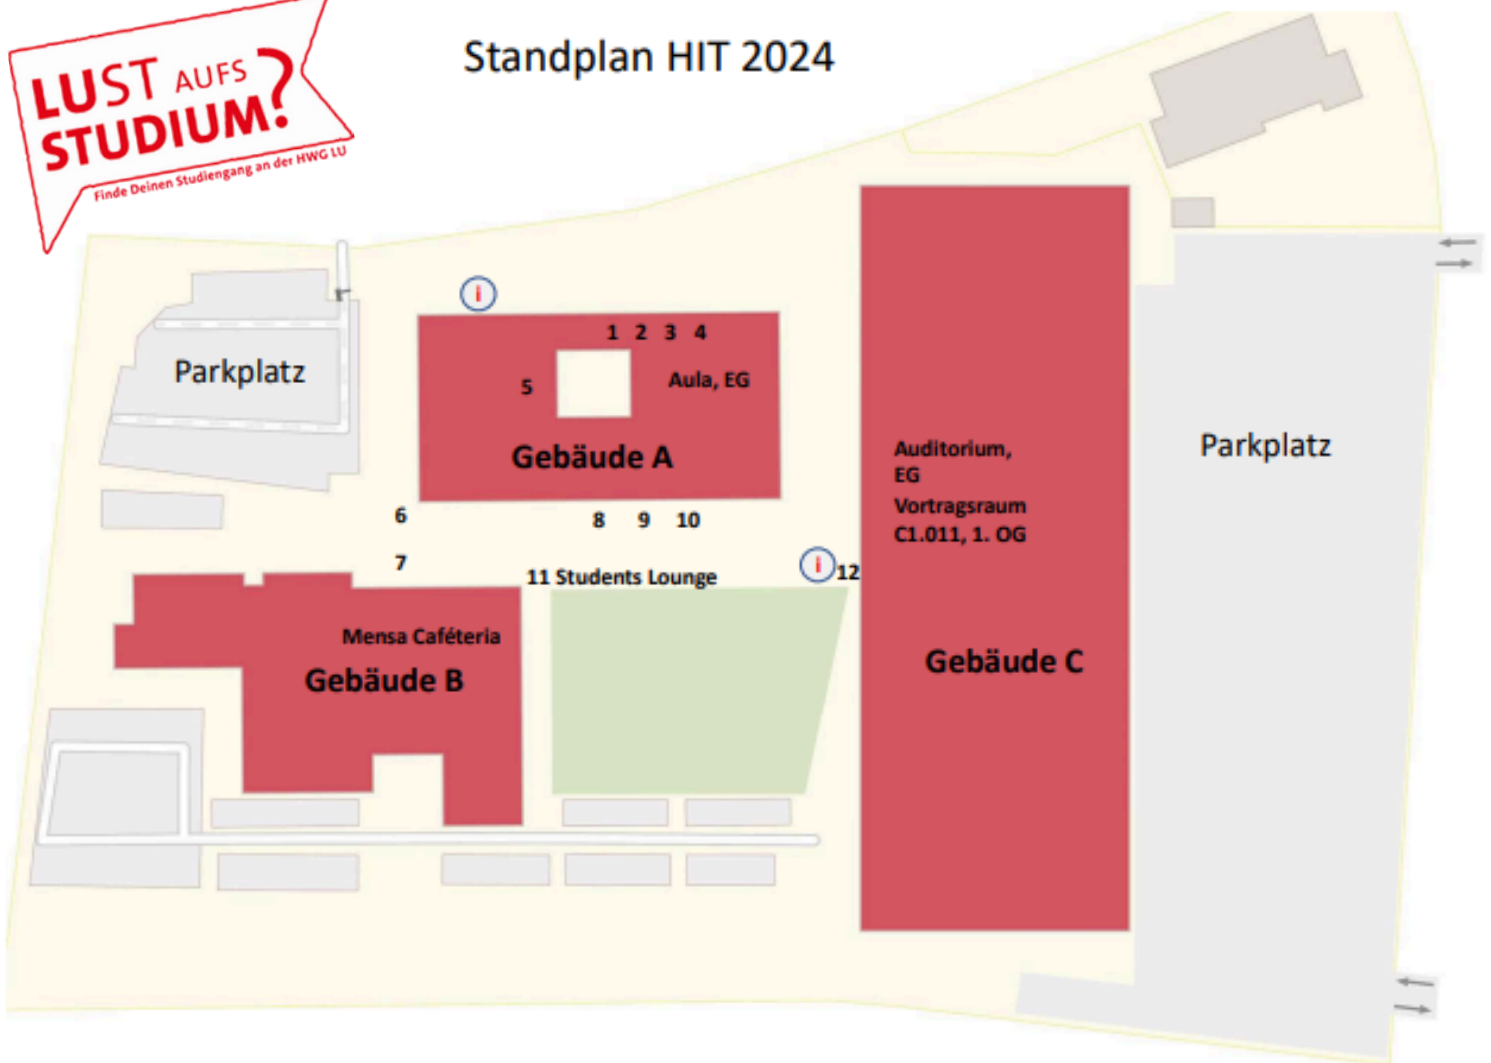 LUST AUFS
STUDIUM?
Finde Deinen Studiengang an der HWG LU
Standplan HIT 2024
i
1 2 3 4
Parkplatz
5
Aula, EG
Gebäude A
Auditorium,
EG
Vortragsraum
C1.011, 1. OG
Parkplatz
6
8 9 10
7
11 Students Lounge
i
12
Mensa Caféteria
Gebäude B
Gebäude C